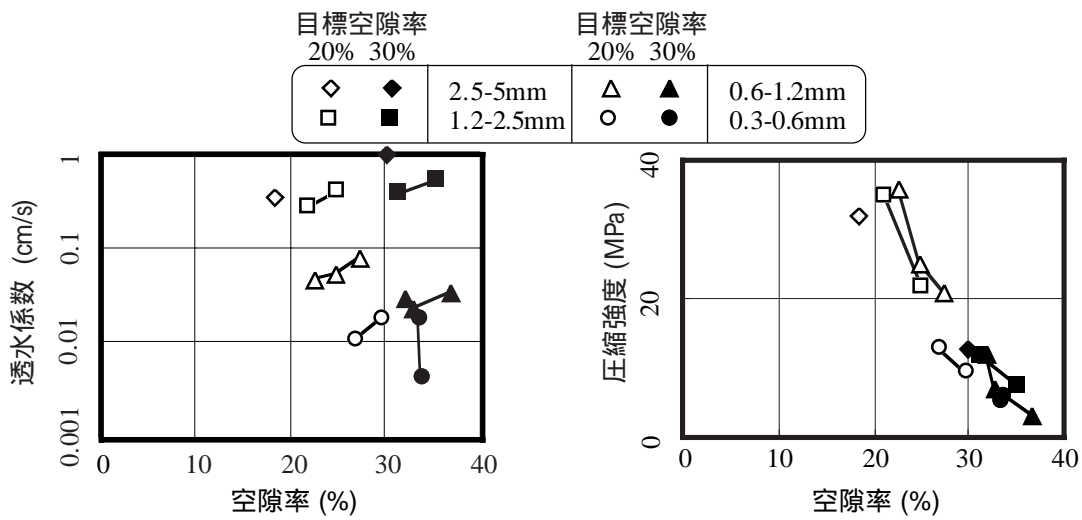 目標空隙率 目標空隙率
20% 30% 20% 30%
2.5-5mm 0.6-1.2mm
1.2-2.5mm 0.3-0.6mm
透水係数 (cm/s)
1
0.1
0.01
0.001
0 10 20 30 40
空隙率 (%)
圧縮強度 (MPa)
40
20
0
0 10 20 30 40
空隙率 (%)